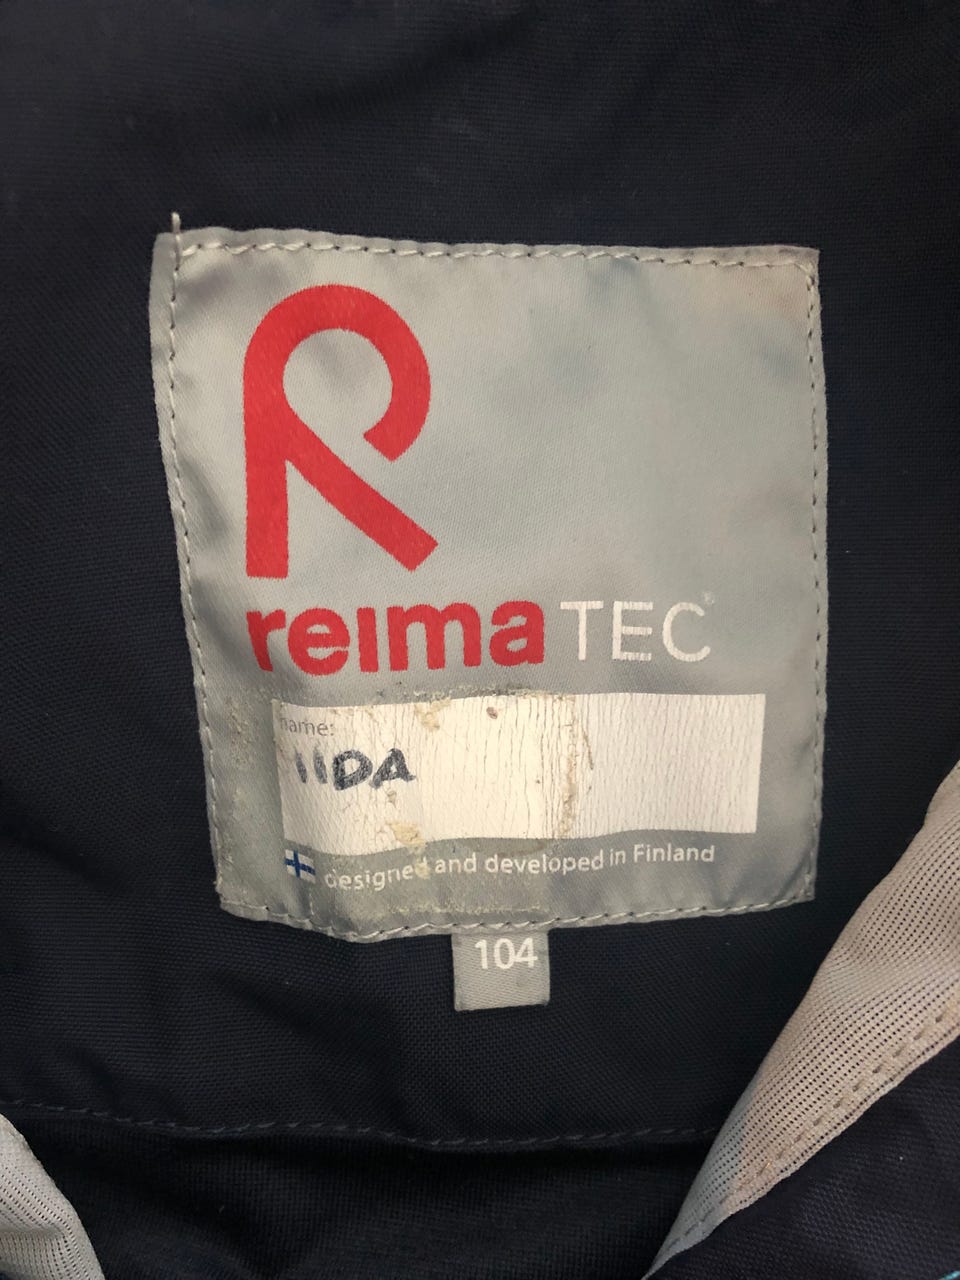 reima TEC®
name:
IIDA
designed and developed in Finland
104